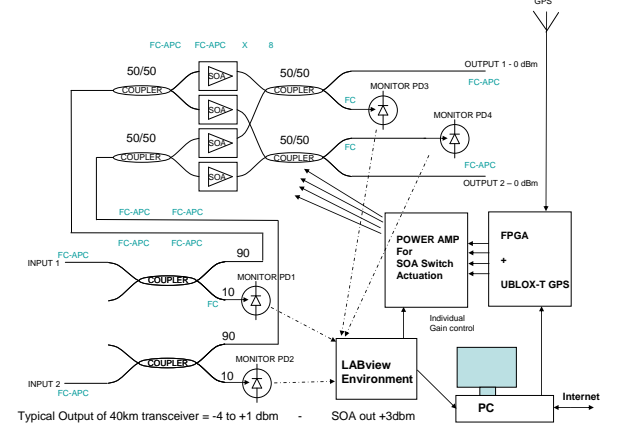 GPS
FC-APC FC-APC X 8
50/50
50/50
SOA
COUPLER
COUPLER
OUTPUT 1 - 0 dBm
FC-APC
MONITOR PD3
FC
SOA
50/50
50/50
SOA
MONITOR PD4
FC
COUPLER
COUPLER
SOA
FC-APC
OUTPUT 2 – 0 dBm
FC-APC FC-APC
FC-APC FC-APC
POWER AMP
For
SOA Switch
Actuation
FPGA
+
UBLOX-T GPS
90
FC-APC
INPUT 1
COUPLER
MONITOR PD1
10
FC
Individual
Gain control
90
MONITOR PD2
COUPLER
10
LABview
Environment
INPUT 2
FC-APC
PC
Internet
Typical Output of 40km transceiver = -4 to +1 dbm - SOA out +3dbm